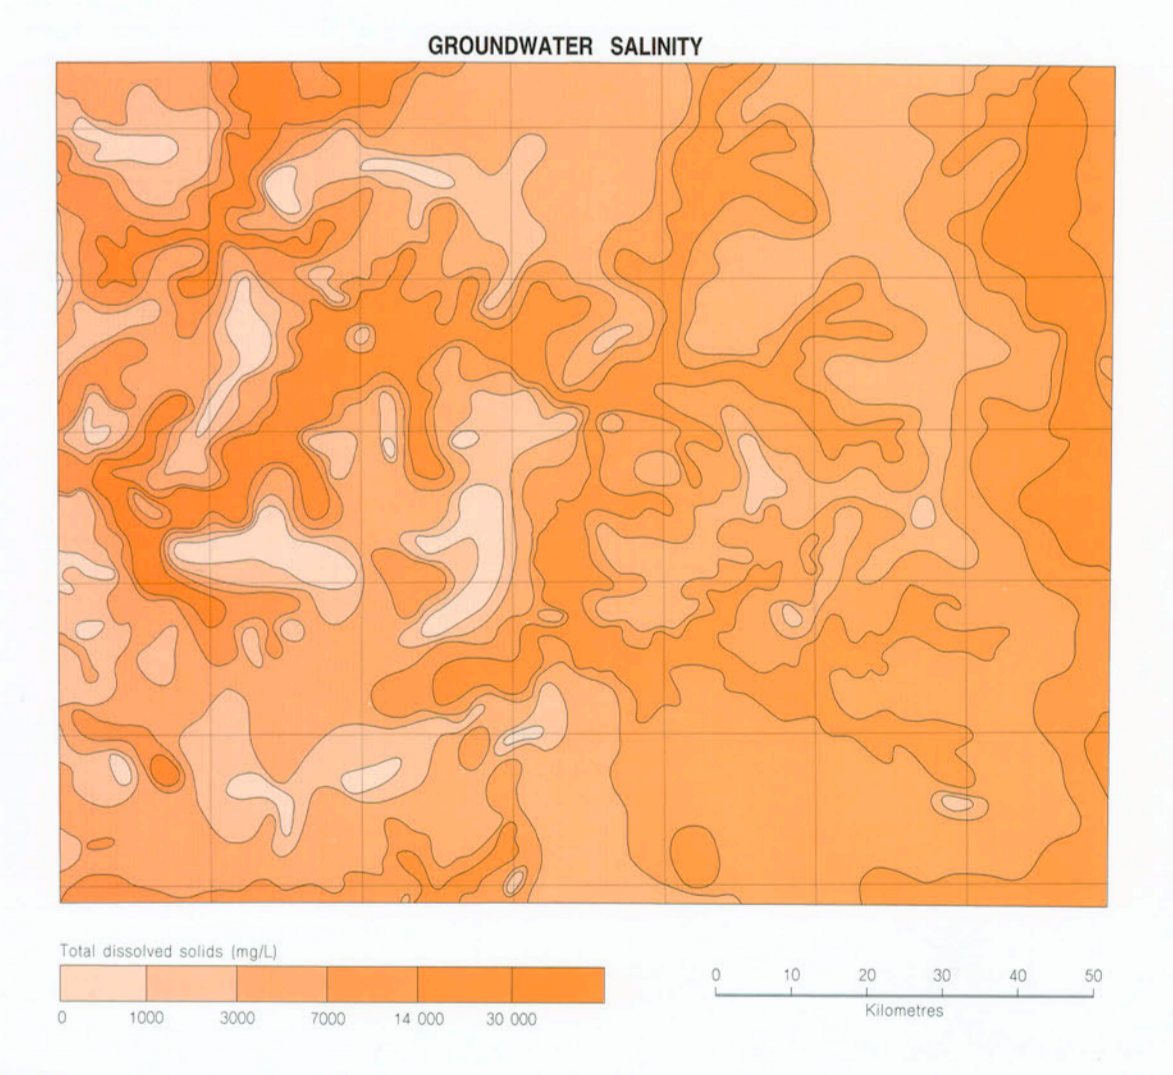 GROUNDWATER SALINITY
Total dissolved solids (mg/L)
0 1000 3000 7000 14 000 30 000
0 10 20 30 40 50
Kilometres